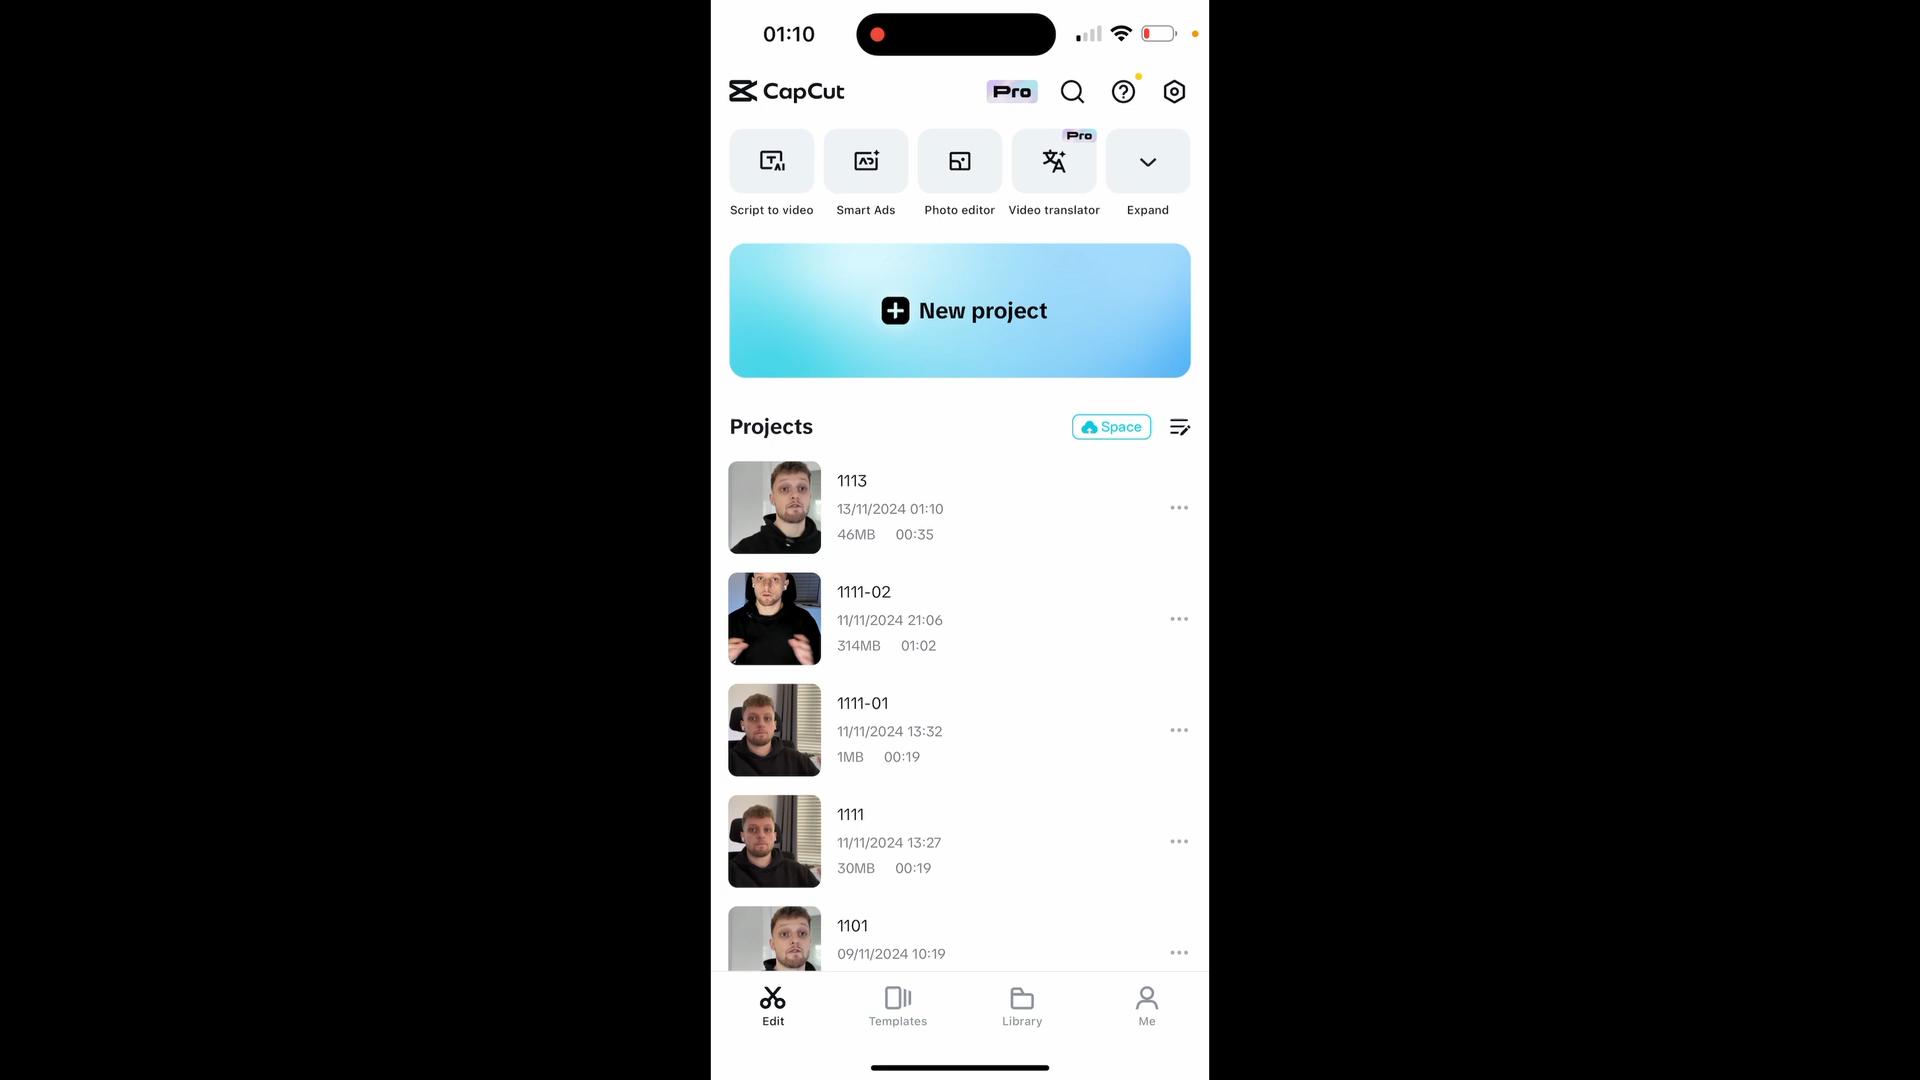 01:10
CapCut
Pro
Pro
Script to video
Smart Ads
Photo editor
Video translator
Expand
New project
Projects
Space
1113
13/11/2024 01:10
46MB 00:35
1111-02
11/11/2024 21:06
314MB 01:02
1111-01
11/11/2024 13:32
1MB 00:19
1111
11/11/2024 13:27
30MB 00:19
1101
09/11/2024 10:19
Edit
Templates
Library
Me